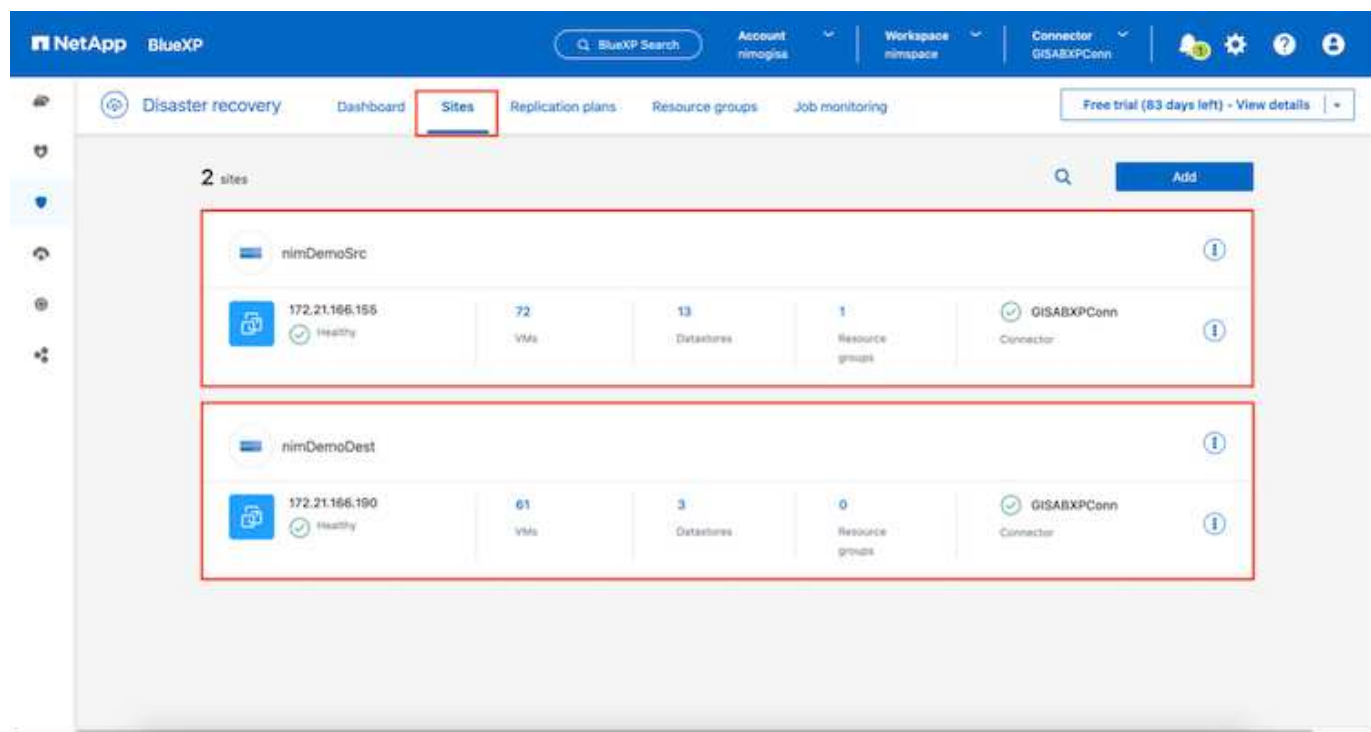 NetApp BlueXP
BlueXP Search
Account
nimogisa
Workspace
nimspace
Connector
GISABXPConn
1
Disaster recovery
Dashboard
Sites
Replication plans
Resource groups
Job monitoring
Free trial (83 days left) - View details
2 sites
Add
nimDemoSrc
172.21.166.155
Healthy
72
VMs
13
Datastores
1
Resource
groups
GISABXPConn
Connector
nimDemoDest
172.21.166.190
Healthy
61
VMs
3
Datastores
0
Resource
groups
GISABXPConn
Connector